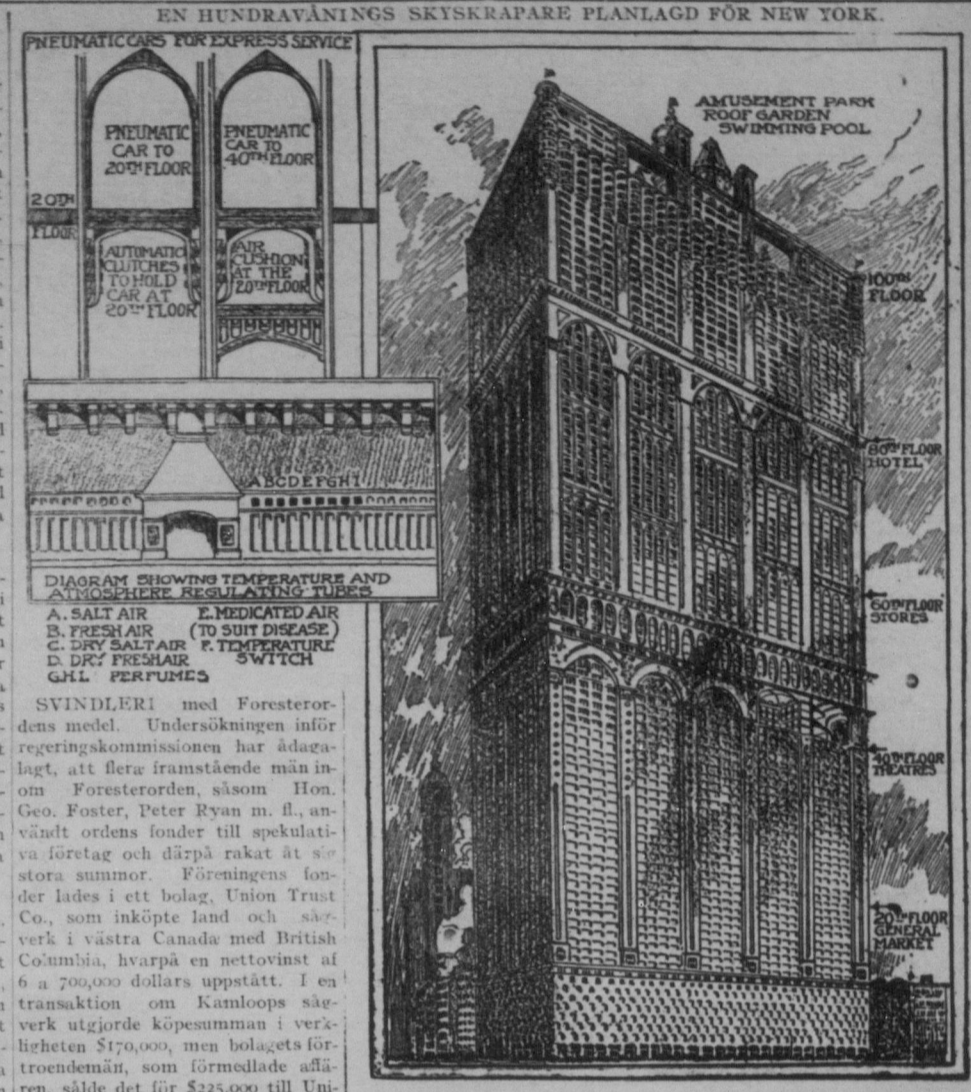 EN HUNDRAVÅNINGS SKYSKRAPARE PLANLAGD FÖR NEW YORK.
PNEUMATIC CARS FOR EXPRESS SERVICE
PNEUMATIC
CAR TO
20TH FLOOR
PNEUMATIC
CAR TO
40TH FLOOR
20TH
FLOOR
AUTOMATIC
CLUTCHES
TO HOLD
CAR AT
20TH FLOOR
AIR
CUSHION
AT THE
20TH FLOOR
ABCDEFGHI
DIAGRAM SHOWING TEMPERATURE AND
ATMOSPHERE REGULATING TUBES
A. SALT AIR
B. FRESH AIR
C. DRY SALT AIR
D. DRY FRESH AIR
G.H.I. PERFUMES
E. MEDICATED AIR
(TO SUIT DISEASE)
F. TEMPERATURE
SWITCH
AMUSEMENT PARK
ROOF GARDEN
SWIMMING POOL
100TH
FLOOR
80TH FLOOR
HOTEL
60TH FLOOR
STORES
40TH FLOOR
THEATRES
20TH FLOOR
GENERAL
MARKET
SVINDLERI med Foresteror-
dens medel. Undersökningen inför
regeringskommissionen har ådaga-
lagt, att flera framstående män in-
om Foresterorden, såsom Hon.
Geo. Foster, Peter Ryan m. fl., an-
vändt ordens fonder till spekulati-
va företag och därpå rakat åt sig
stora summor. Föreningens fon-
der lades i ett bolag, Union Trust
Co., som inköpte land och såg-
verk i västra Canada med British
Columbia, hvarpå en nettovinst af
6 a 700,000 dollars uppstått. I en
transaktion om Kamloops såg-
verk utgjorde köpesumman i verk-
ligheten $170,000, men bolagets för-
troendemän, som förmedlade affä-
ren, sålde det för $225,000 till Uni-